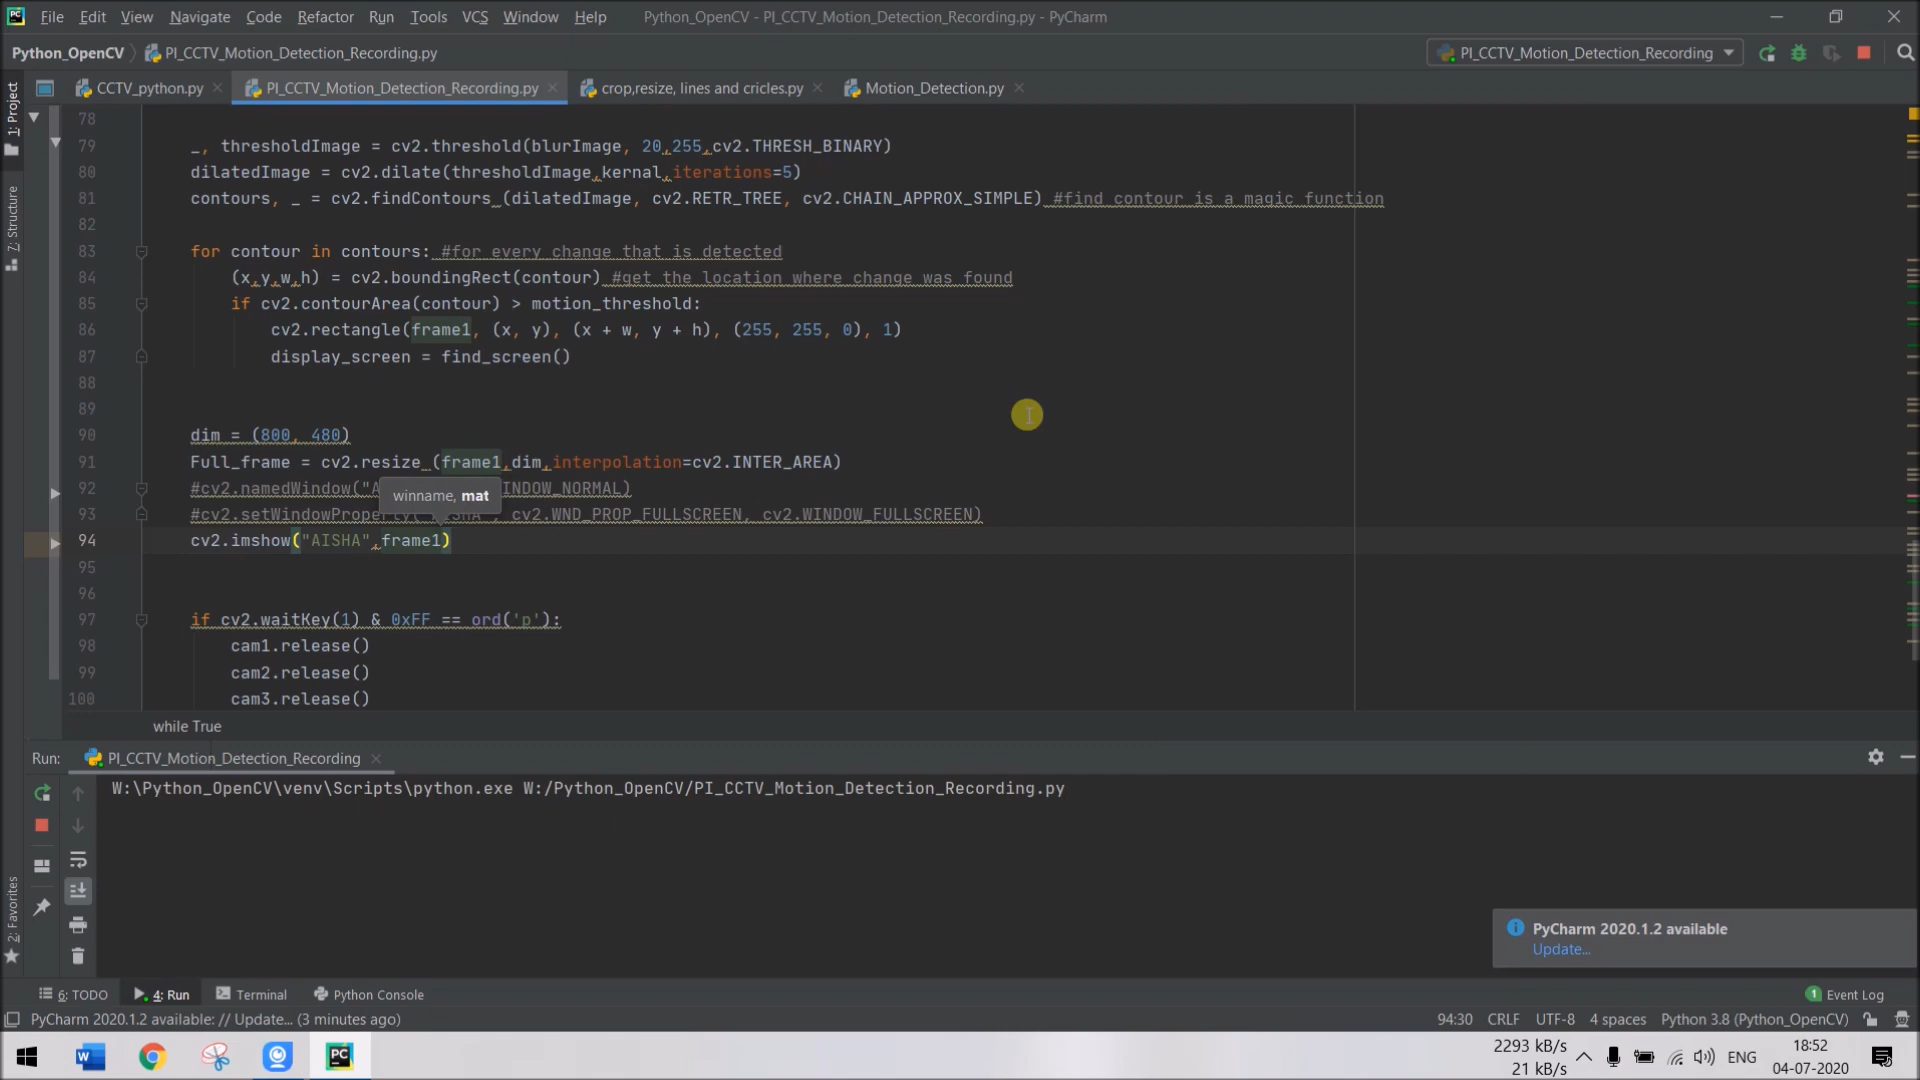 File Edit View Navigate Code Refactor Run Tools VCS Window Help Python_OpenCV - PI_CCTV_Motion_Detection_Recording.py - PyCharm
Python_OpenCV PI_CCTV_Motion_Detection_Recording.py PI_CCTV_Motion_Detection_Recording
CCTV_python.py PI_CCTV_Motion_Detection_Recording.py crop,resize, lines and cricles.py Motion_Detection.py
1: Project
7: Structure
2: Favorites
78
79 _, thresholdImage = cv2.threshold(blurImage, 20,255,cv2.THRESH_BINARY)
80 dilatedImage = cv2.dilate(thresholdImage,kernal,iterations=5)
81 contours, _ = cv2.findContours (dilatedImage, cv2.RETR_TREE, cv2.CHAIN_APPROX_SIMPLE) #find contour is a magic function
82
83 for contour in contours: #for every change that is detected
84 (x,y,w,h) = cv2.boundingRect(contour) #get the location where change was found
85 if cv2.contourArea(contour) > motion_threshold:
86 cv2.rectangle(frame1, (x, y), (x + w, y + h), (255, 255, 0), 1)
87 display_screen = find_screen()
88
89
90 dim = (800, 480)
91 Full_frame = cv2.resize (frame1,dim,interpolation=cv2.INTER_AREA)
92 #cv2.namedWindow("A INDOW_NORMAL)
winname, mat
93 #cv2.setWindowProperty("AISHA", cv2.WND_PROP_FULLSCREEN, cv2.WINDOW_FULLSCREEN)
94 cv2.imshow("AISHA",frame1)
95
96
97 if cv2.waitKey(1) & 0xFF == ord('p'):
98 cam1.release()
99 cam2.release()
100 cam3.release()
while True
Run: PI_CCTV_Motion_Detection_Recording
W:\Python_OpenCV\venv\Scripts\python.exe W:/Python_OpenCV/PI_CCTV_Motion_Detection_Recording.py
PyCharm 2020.1.2 available
Update...
6: TODO 4: Run Terminal Python Console 1 Event Log
PyCharm 2020.1.2 available: // Update... (3 minutes ago) 94:30 CRLF UTF-8 4 spaces Python 3.8 (Python_OpenCV)
2293 kB/s
21 kB/s
ENG
18:52
04-07-2020